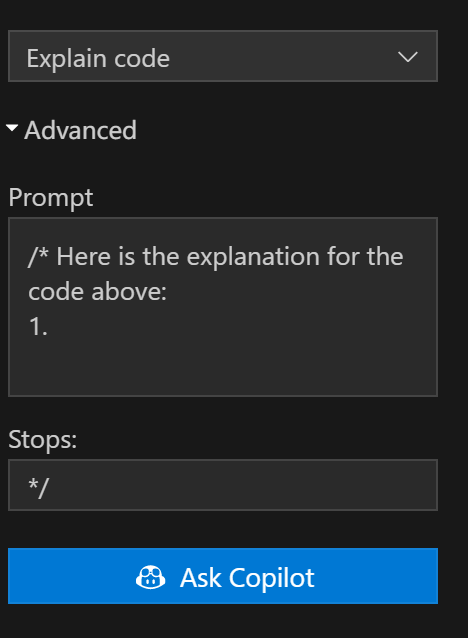 Explain code
Advanced
Prompt
/* Here is the explanation for the
code above:
1.
Stops:
*/
Ask Copilot